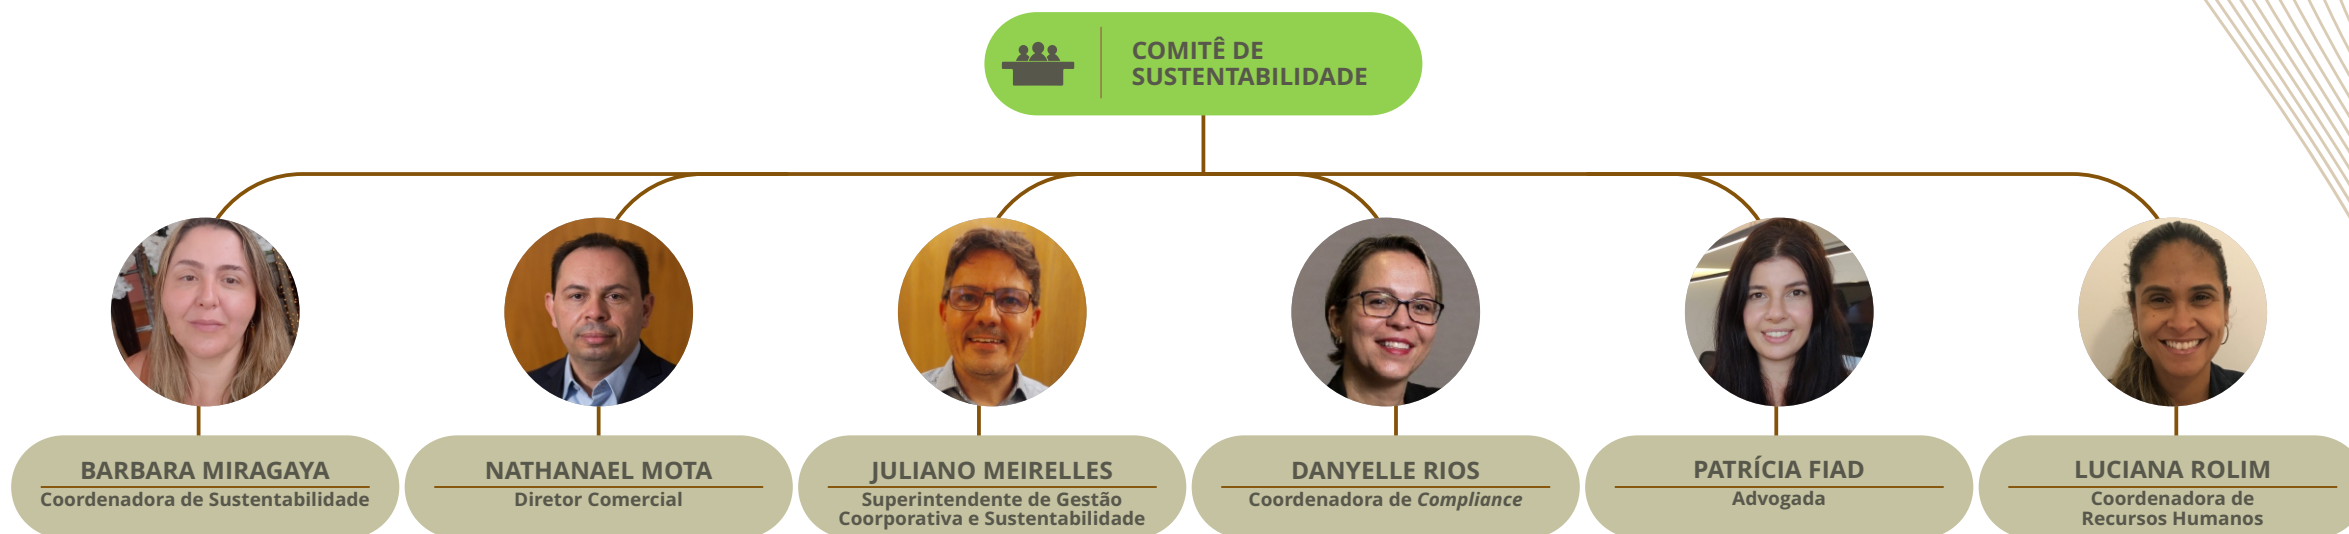 COMITÊ DE
SUSTENTABILIDADE
BARBARA MIRAGAYA
Coordenadora de Sustentabilidade
NATHANAEL MOTA
Diretor Comercial
JULIANO MEIRELLES
Superintendente de Gestão
Coorporativa e Sustentabilidade
DANYELLE RIOS
Coordenadora de Compliance
PATRÍCIA FIAD
Advogada
LUCIANA ROLIM
Coordenadora de
Recursos Humanos